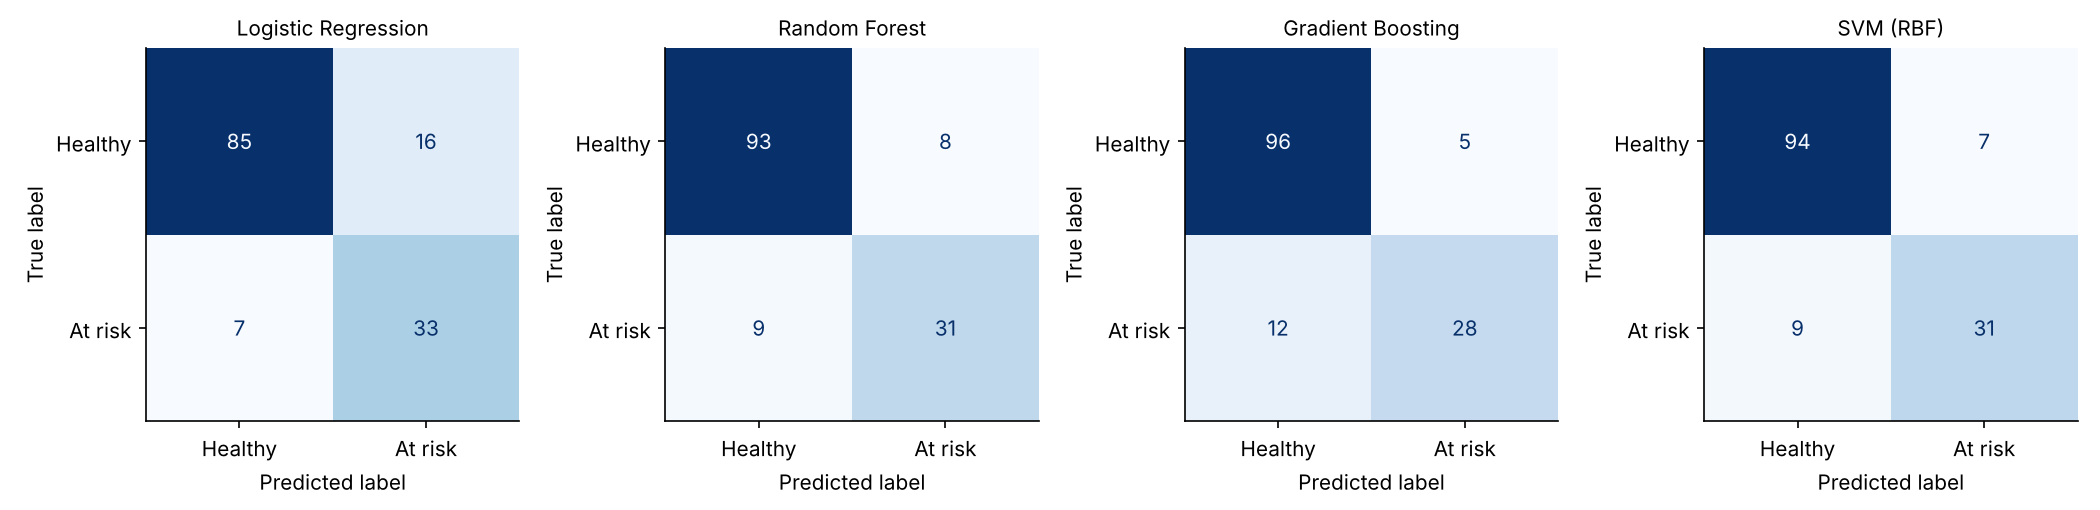 Logistic Regression
Healthy
85
16
At risk
7
33
True label
Healthy
At risk
Predicted label
Random Forest
Healthy
93
8
At risk
9
31
True label
Healthy
At risk
Predicted label
Gradient Boosting
Healthy
96
5
At risk
12
28
True label
Healthy
At risk
Predicted label
SVM (RBF)
Healthy
94
7
At risk
9
31
True label
Healthy
At risk
Predicted label